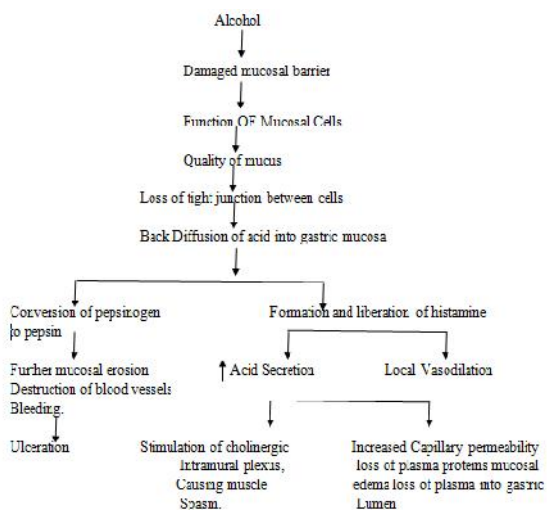 Alcohol
Damaged mucosal barrier
Function OF Mucosal Cells
Quality of mucus
Loss of tight junction between cells
Back Diffusion of acid into gastric mucosa
Conversion of pepsinogen
to pepsin
Formation and liberation of histamine
Further mucosal erosion
Destruction of blood vessels
Bleeding.
↑ Acid Secretion
Local Vasodilation
Ulceration
Stimulation of cholinergic
Intramural plexus,
Causing muscle
Spasm.
Increased Capillary permeability
loss of plasma proteins mucosal
edema loss of plasma into gastric
Lumen